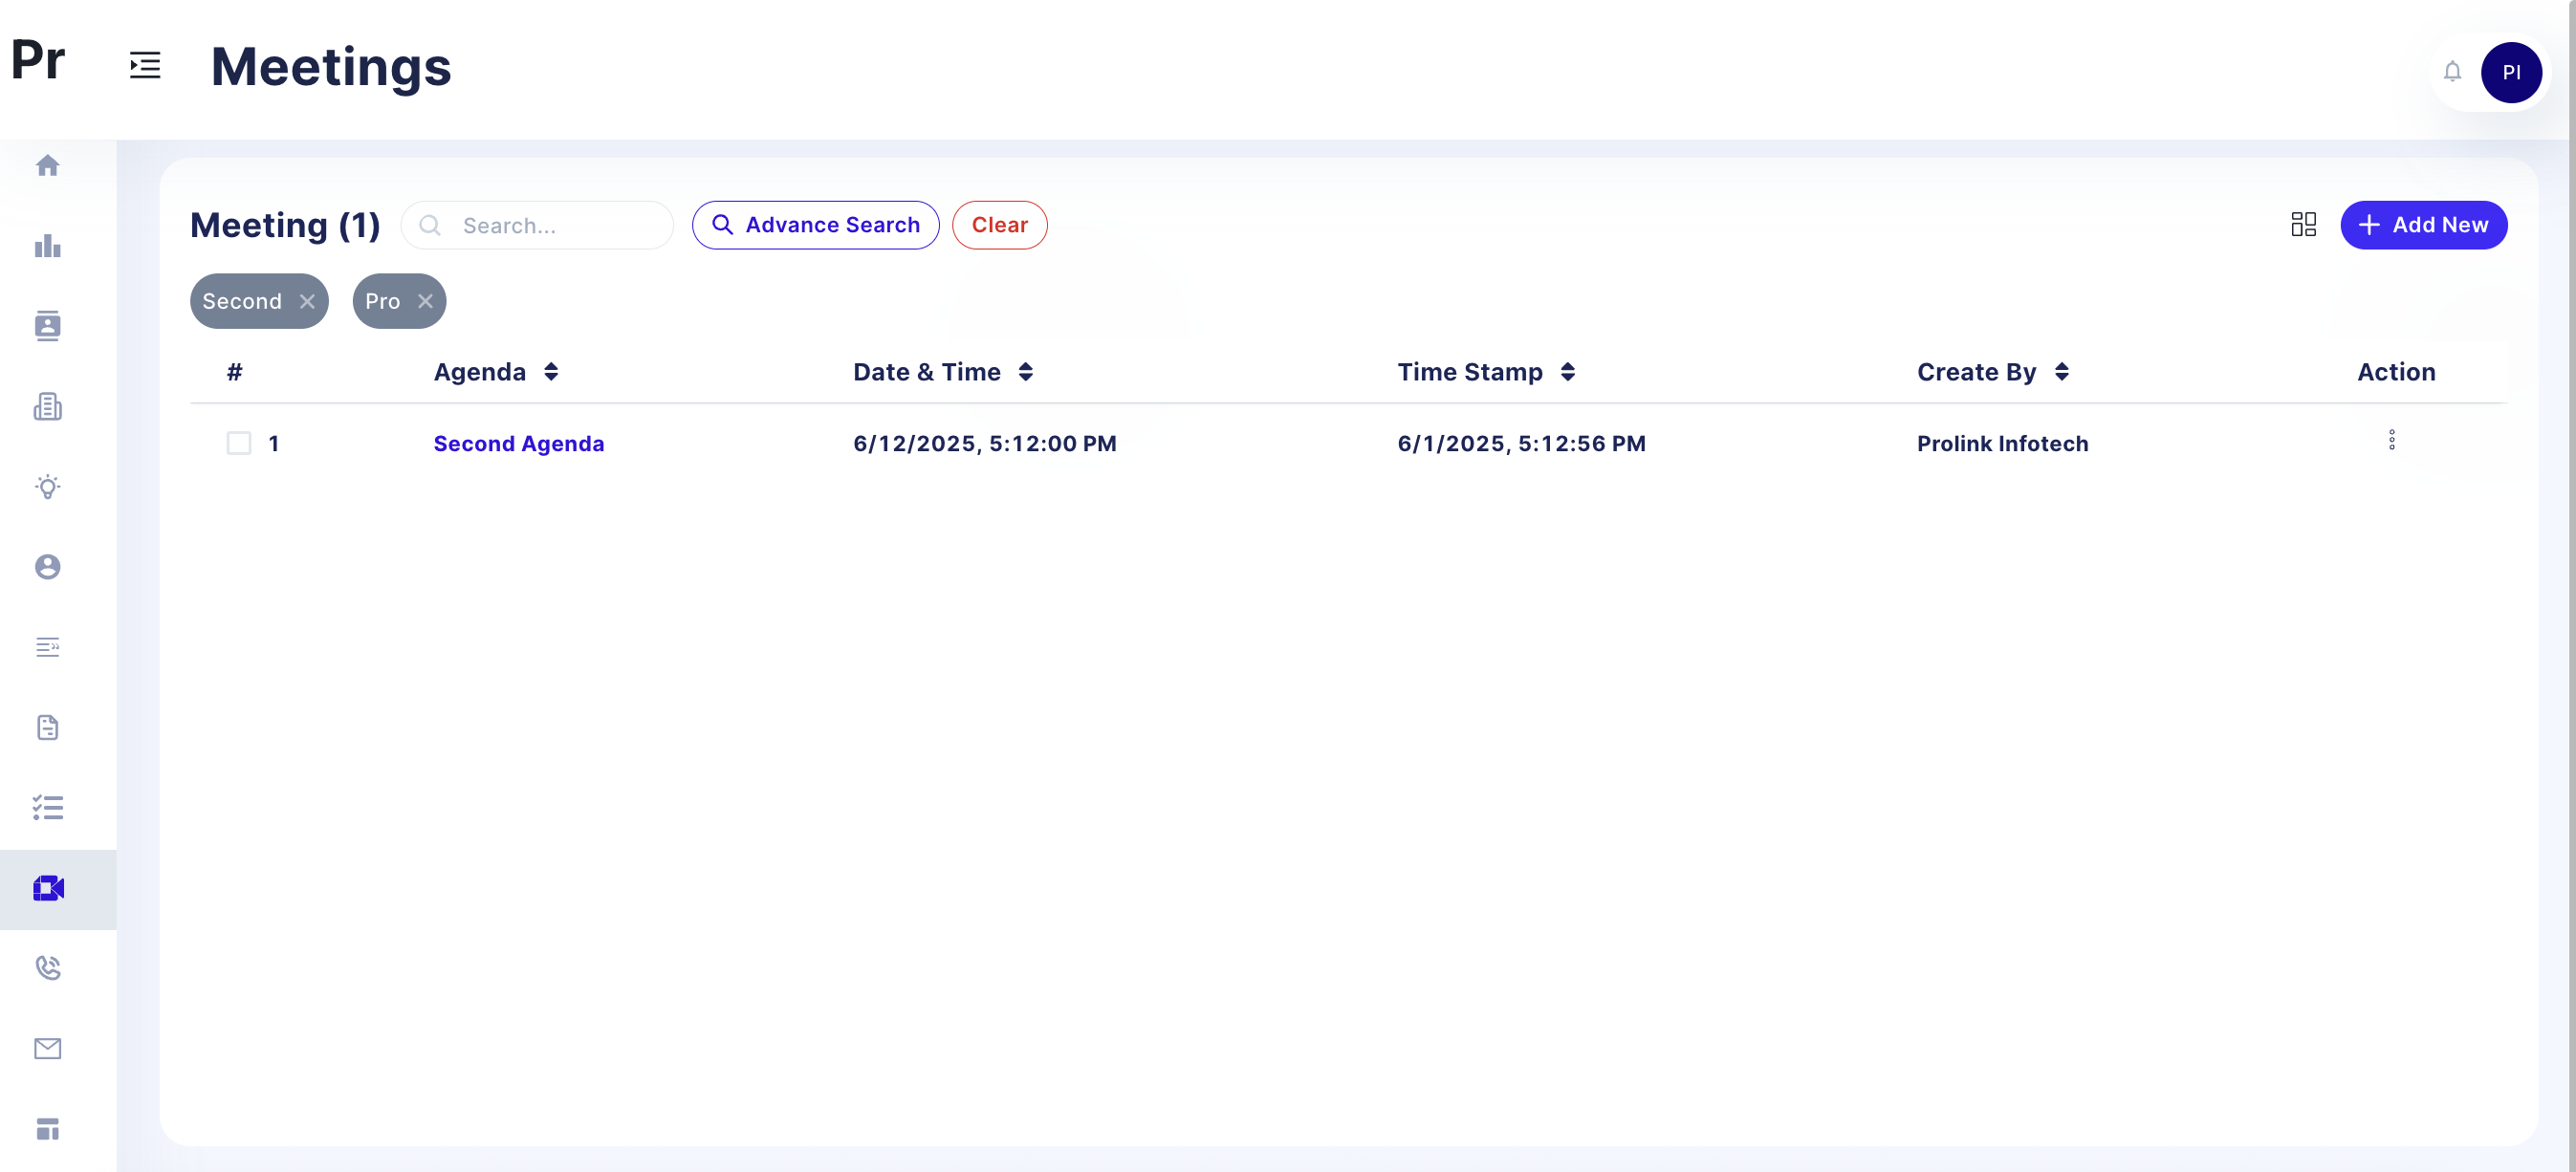 Pr
Meetings
PI
Meeting (1)
Search...
Advance Search
Clear
Add New
Second
Pro
# Agenda Date & Time Time Stamp Create By Action
1 Second Agenda 6/12/2025, 5:12:00 PM 6/1/2025, 5:12:56 PM Prolink Infotech